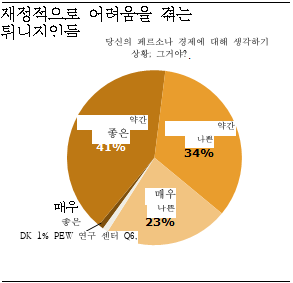 재정적으로 어려움을 겪는
튀니지인들
당신의 페르소나 경제에 대해 생각하기
상황; 그거야?.
약간
좋은
41%
약간
나쁜
34%
매우
나쁜
23%
매우
좋은
DK 1% PEW 연구 센터 Q6.